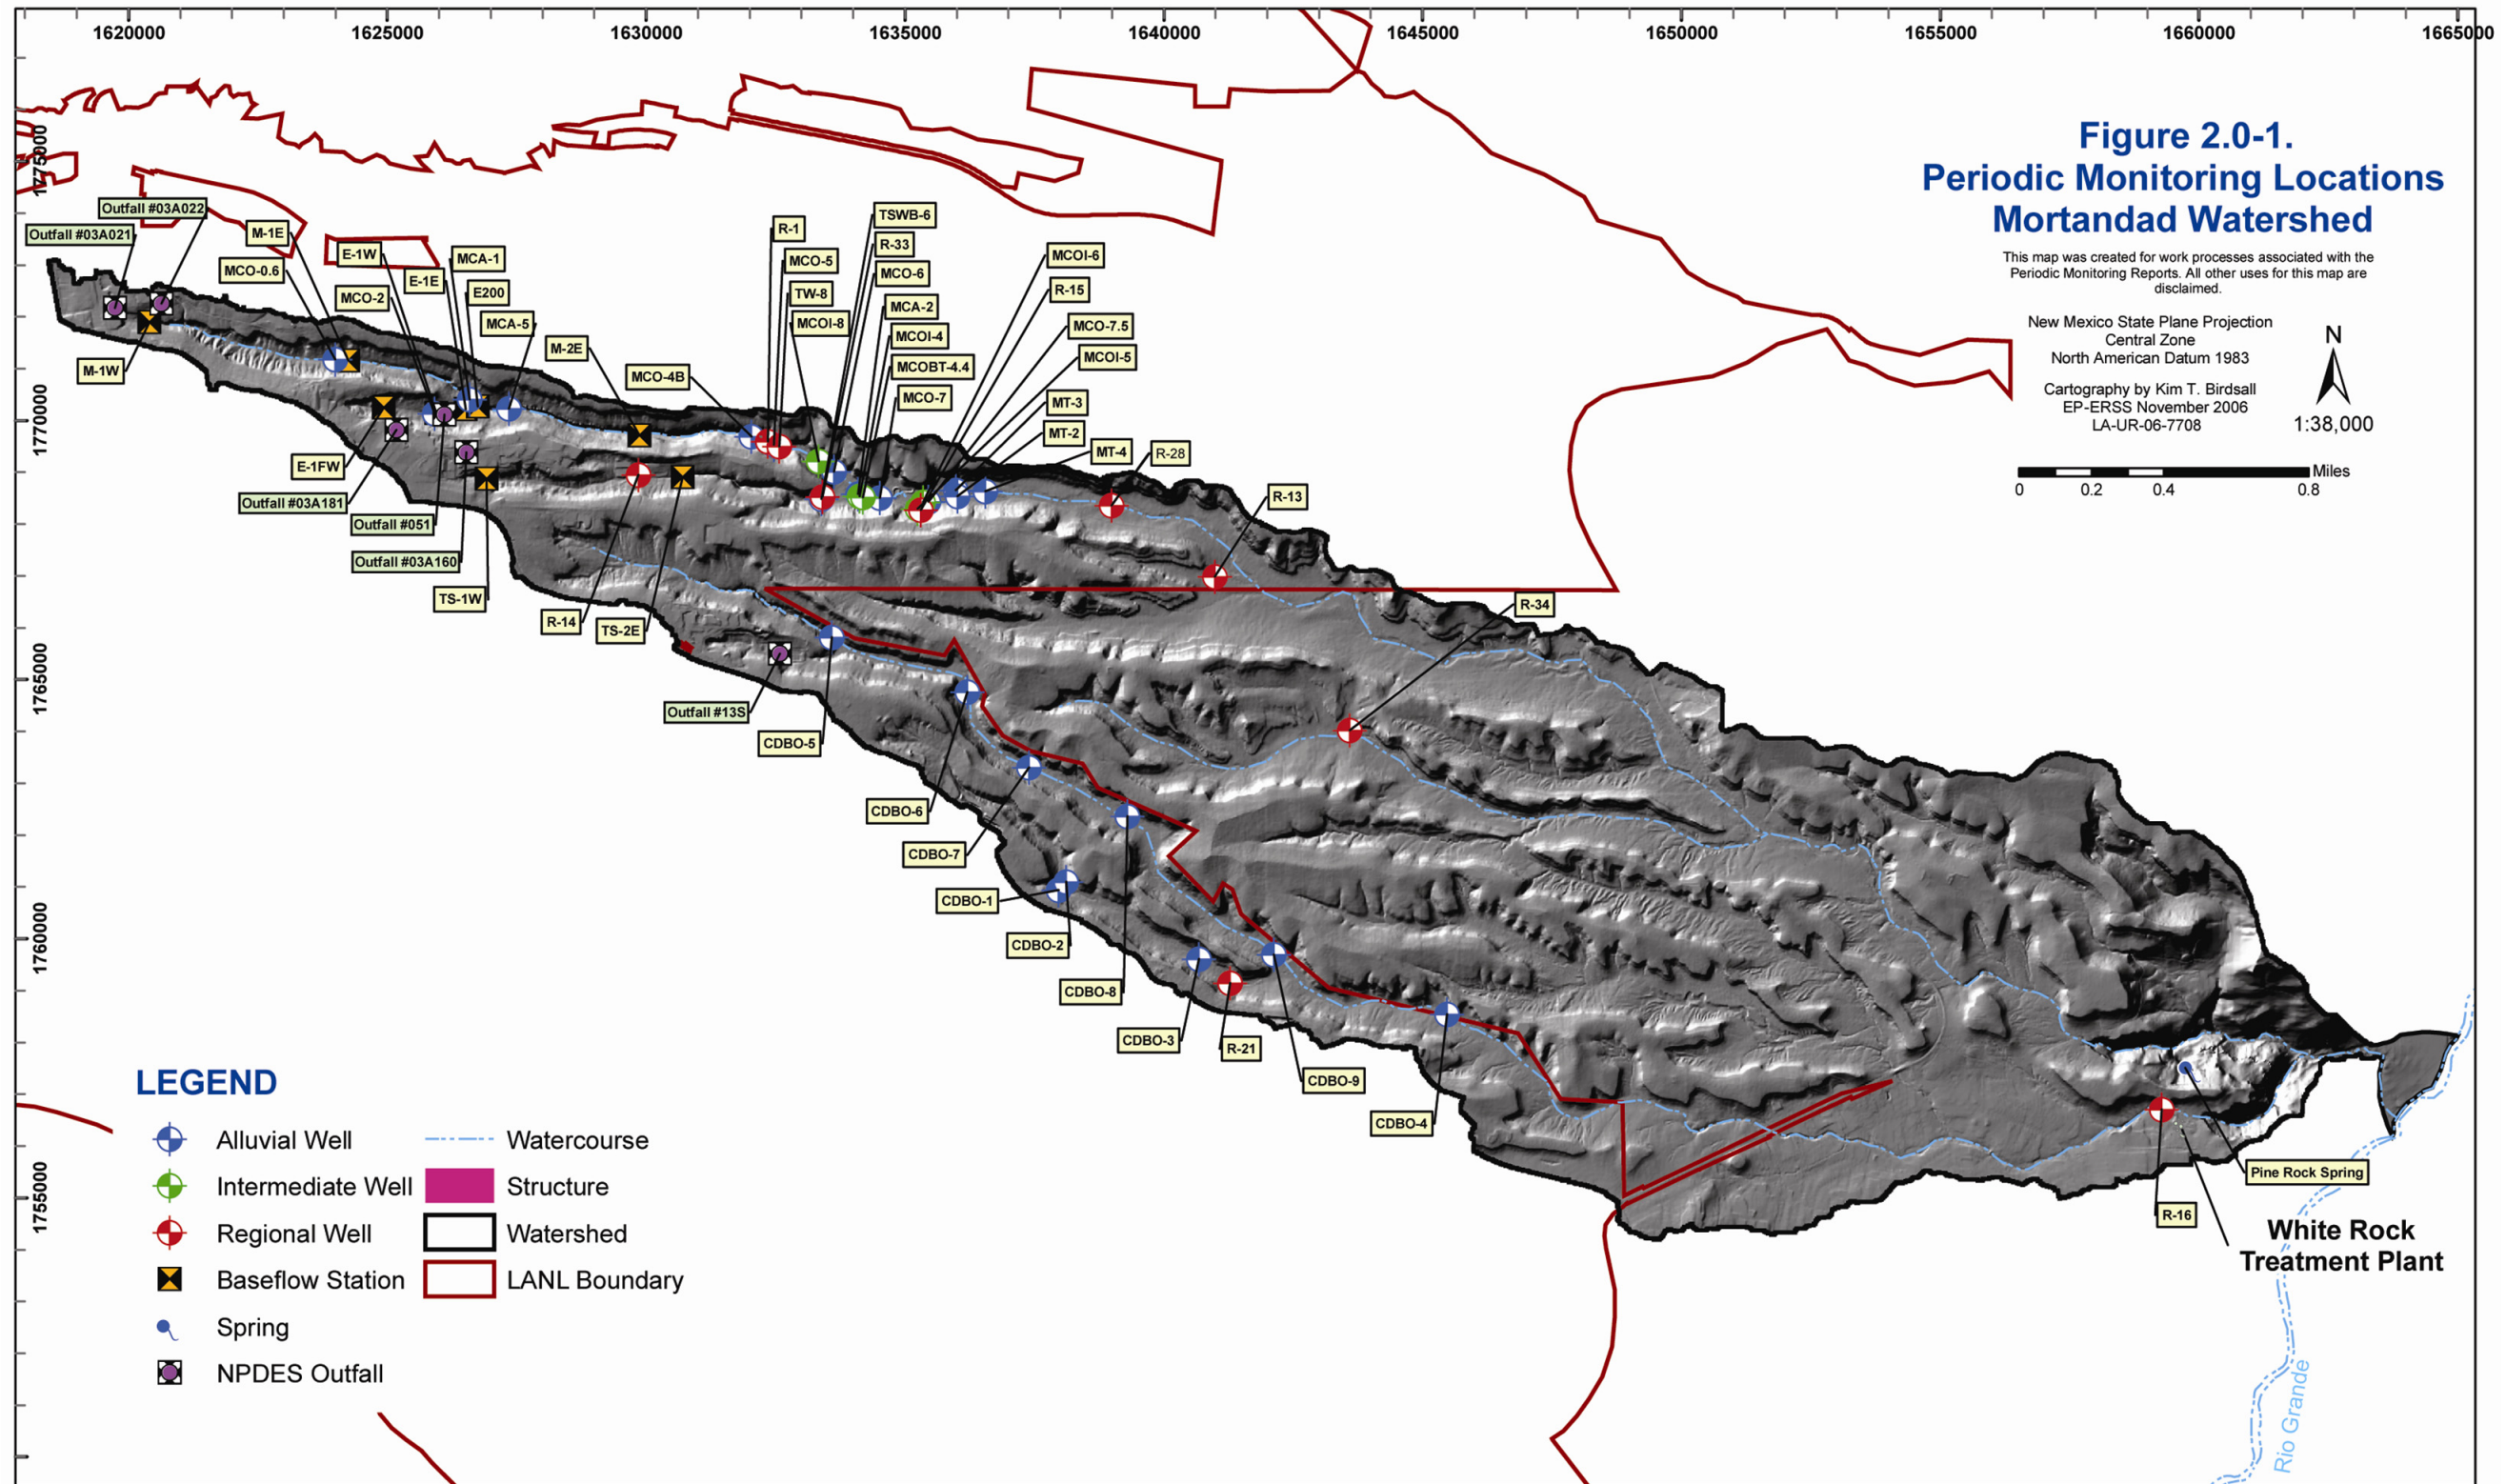 1620000
1625000
1630000
1635000
1640000
1645000
1650000
1655000
1660000
1665000
1775000
1770000
1765000
1760000
1755000
Figure 2.0-1.
Periodic Monitoring Locations
Mortandad Watershed
This map was created for work processes associated with the
Periodic Monitoring Reports. All other uses for this map are
disclaimed.
New Mexico State Plane Projection
Central Zone
North American Datum 1983
Cartography by Kim T. Birdsall
EP-ERSS November 2006
LA-UR-06-7708
N
1:38,000
Miles
0
0.2
0.4
0.8
Outfall #03A022
Outfall #03A021
M-1E
MCO-0.6
E-1W
MCA-1
E-1E
E200
MCO-2
MCA-5
M-2E
MCO-4B
M-1W
R-1
MCO-5
TW-8
MCOI-8
TSWB-6
R-33
MCO-6
MCA-2
MCOI-4
MCOBT-4.4
MCO-7
MCOI-6
R-15
MCO-7.5
MCOI-5
MT-3
MT-2
MT-4
R-28
R-13
R-34
E-1FW
Outfall #03A181
Outfall #051
Outfall #03A160
TS-1W
R-14
TS-2E
Outfall #13S
CDBO-5
CDBO-6
CDBO-7
CDBO-1
CDBO-2
CDBO-8
CDBO-3
R-21
CDBO-9
CDBO-4
Pine Rock Spring
R-16
White Rock
Treatment Plant
Rio Grande
LEGEND
Alluvial Well
Intermediate Well
Regional Well
Baseflow Station
Spring
NPDES Outfall
Watercourse
Structure
Watershed
LANL Boundary